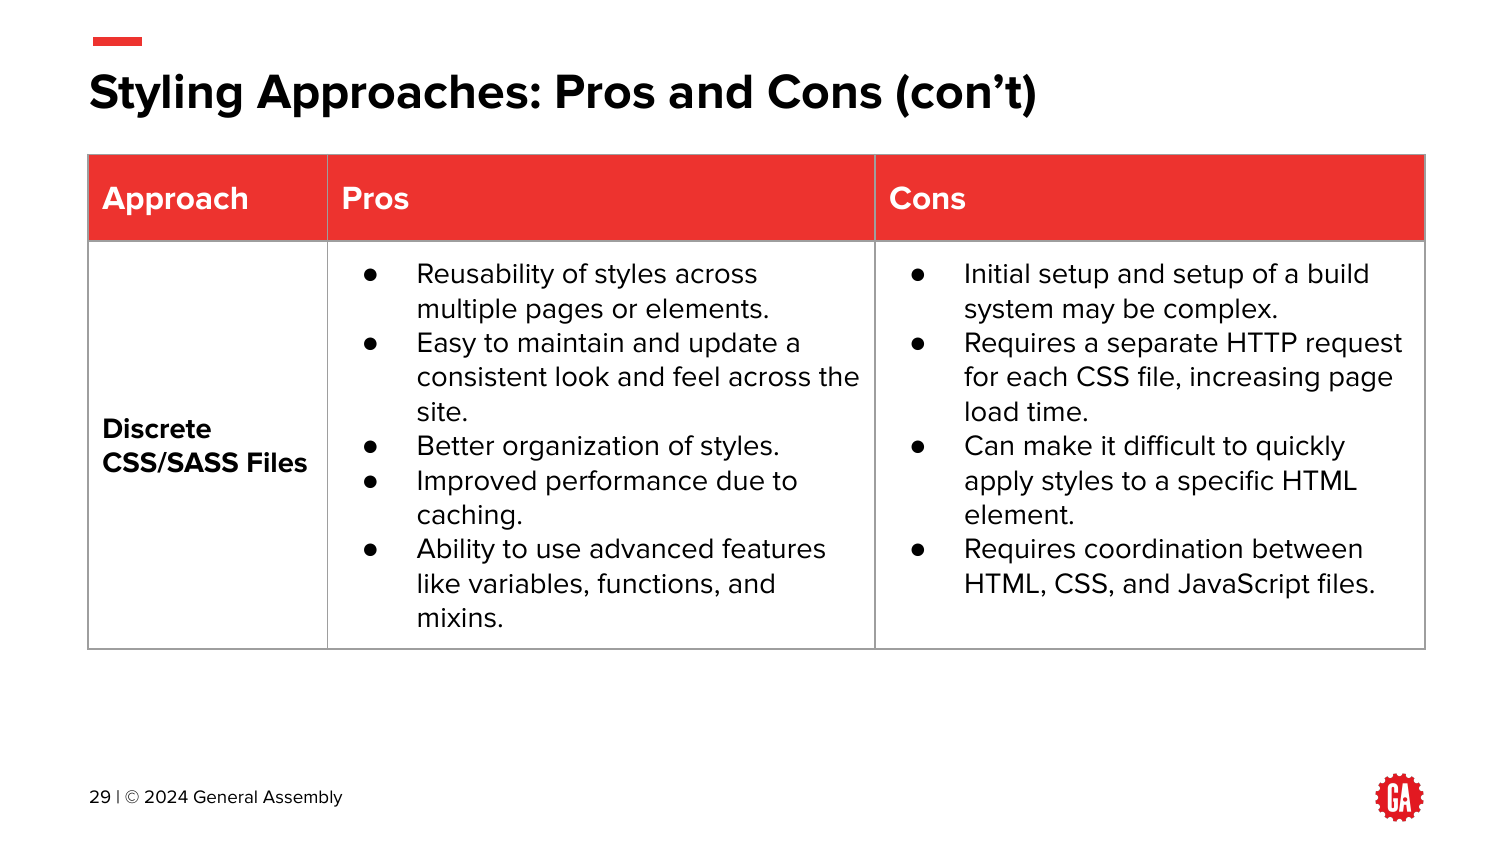 Styling Approaches: Pros and Cons (con’t)
Approach
Pros
Cons
Discrete
CSS/SASS Files
● Reusability of styles across
multiple pages or elements.
● Easy to maintain and update a
consistent look and feel across the
site.
● Better organization of styles.
● Improved performance due to
caching.
● Ability to use advanced features
like variables, functions, and
mixins.
● Initial setup and setup of a build
system may be complex.
● Requires a separate HTTP request
for each CSS file, increasing page
load time.
● Can make it difficult to quickly
apply styles to a specific HTML
element.
● Requires coordination between
HTML, CSS, and JavaScript files.
29 | © 2024 General Assembly
GA